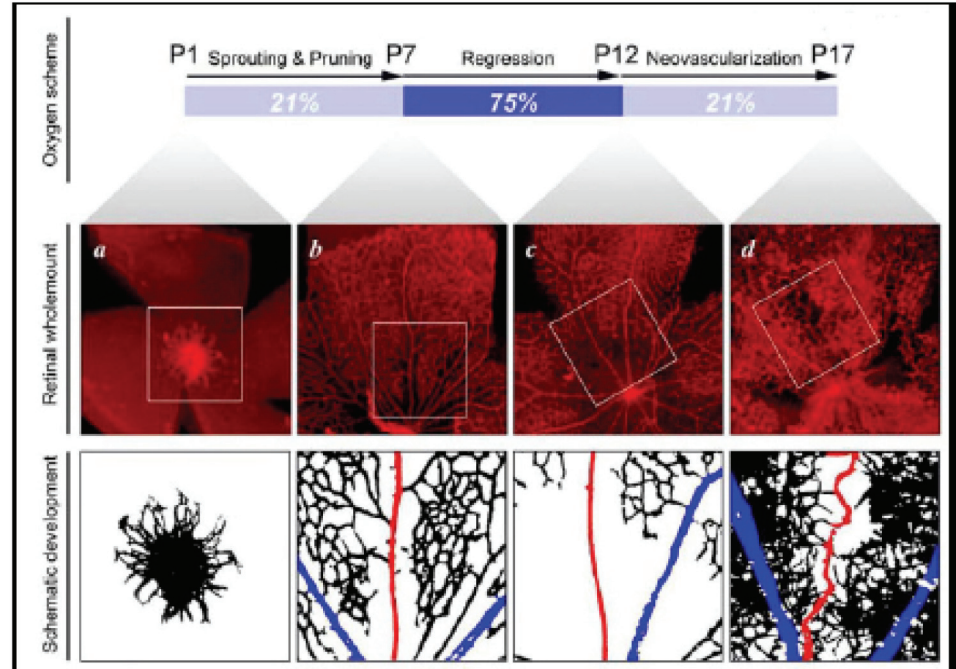 P1 Sprouting & Pruning P7 Regression P12 Neovascularization P17
21% 75% 21%
Oxygen scheme
a b c d
Retinal wholemount
Schematic development